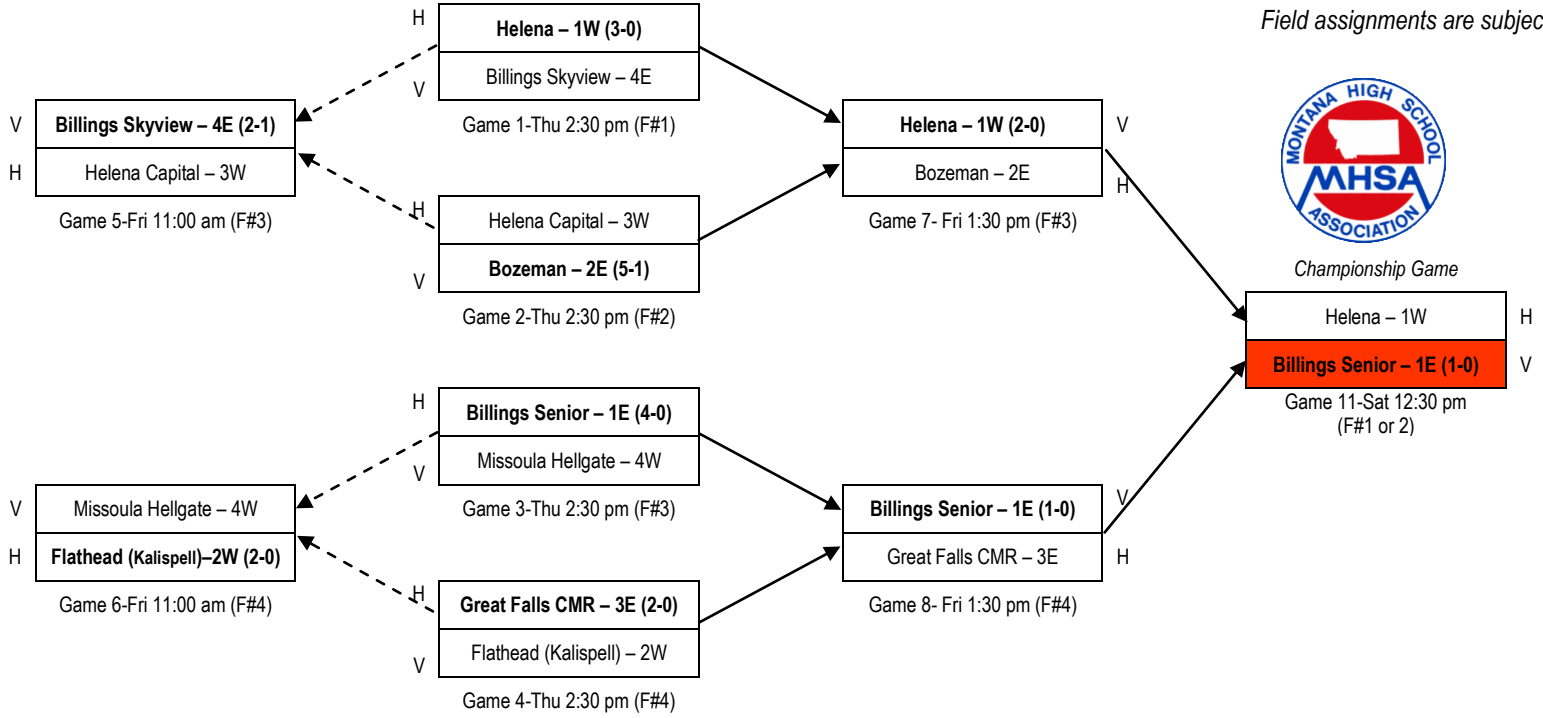 Field assignments are subjec
H
Helena – 1W (3-0)
V
Billings Skyview – 4E
Game 1-Thu 2:30 pm (F#1)
V
Billings Skyview – 4E (2-1)
H
Helena Capital – 3W
Game 5-Fri 11:00 am (F#3)
H
Helena Capital – 3W
V
Bozeman – 2E (5-1)
Game 2-Thu 2:30 pm (F#2)
Helena – 1W (2-0)
V
Bozeman – 2E
H
Game 7- Fri 1:30 pm (F#3)
MONTANA HIGH SCHOOL
MHSA
ASSOCIATION
Championship Game
Helena – 1W
H
Billings Senior – 1E (1-0)
V
Game 11-Sat 12:30 pm
(F#1 or 2)
H
Billings Senior – 1E (4-0)
V
Missoula Hellgate – 4W
Game 3-Thu 2:30 pm (F#3)
V
Missoula Hellgate – 4W
H
Flathead (Kalispell)–2W (2-0)
Game 6-Fri 11:00 am (F#4)
H
Great Falls CMR – 3E (2-0)
V
Flathead (Kalispell) – 2W
Game 4-Thu 2:30 pm (F#4)
Billings Senior – 1E (1-0)
V
Great Falls CMR – 3E
H
Game 8- Fri 1:30 pm (F#4)